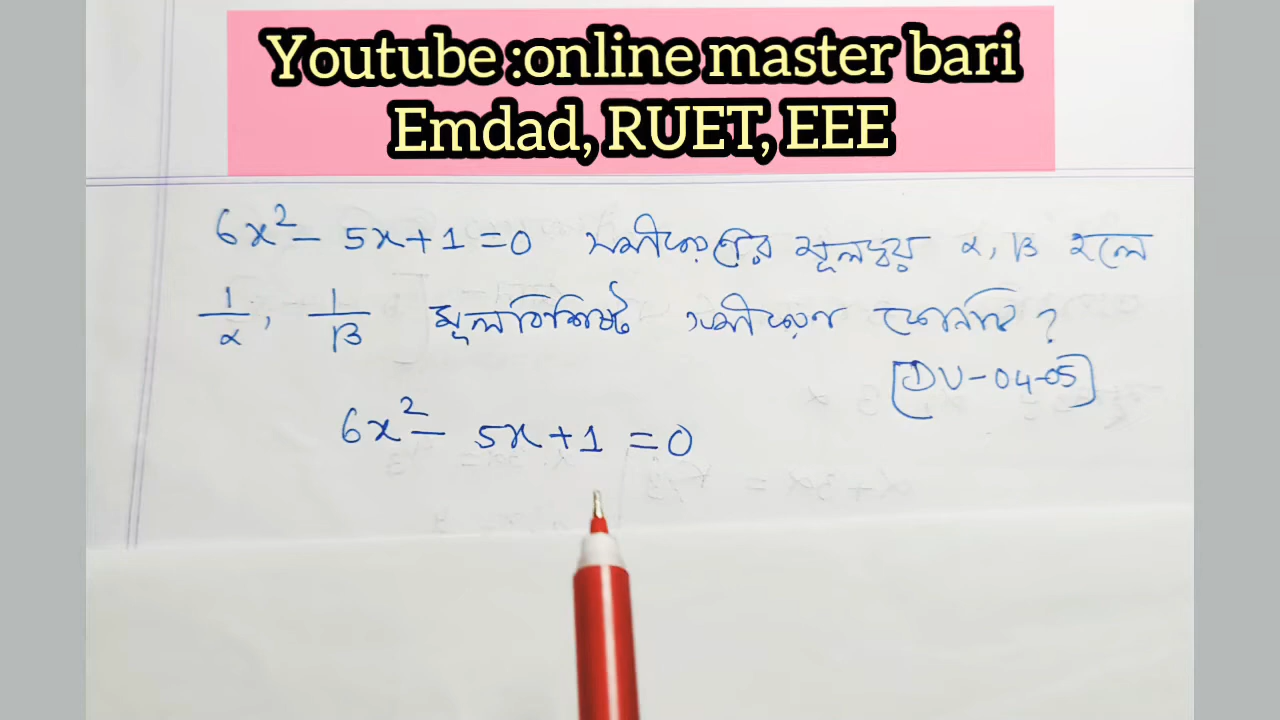 Youtube :online master bari
Emdad, RUET, EEE
6x² - 5x + 1 = 0 সমীকরণের মূলদ্বয় α, β হলে
1/α, 1/β মূলবিশিষ্ট সমীকরণ কোনটি?
[DU-04-05]
6x² - 5x + 1 = 0